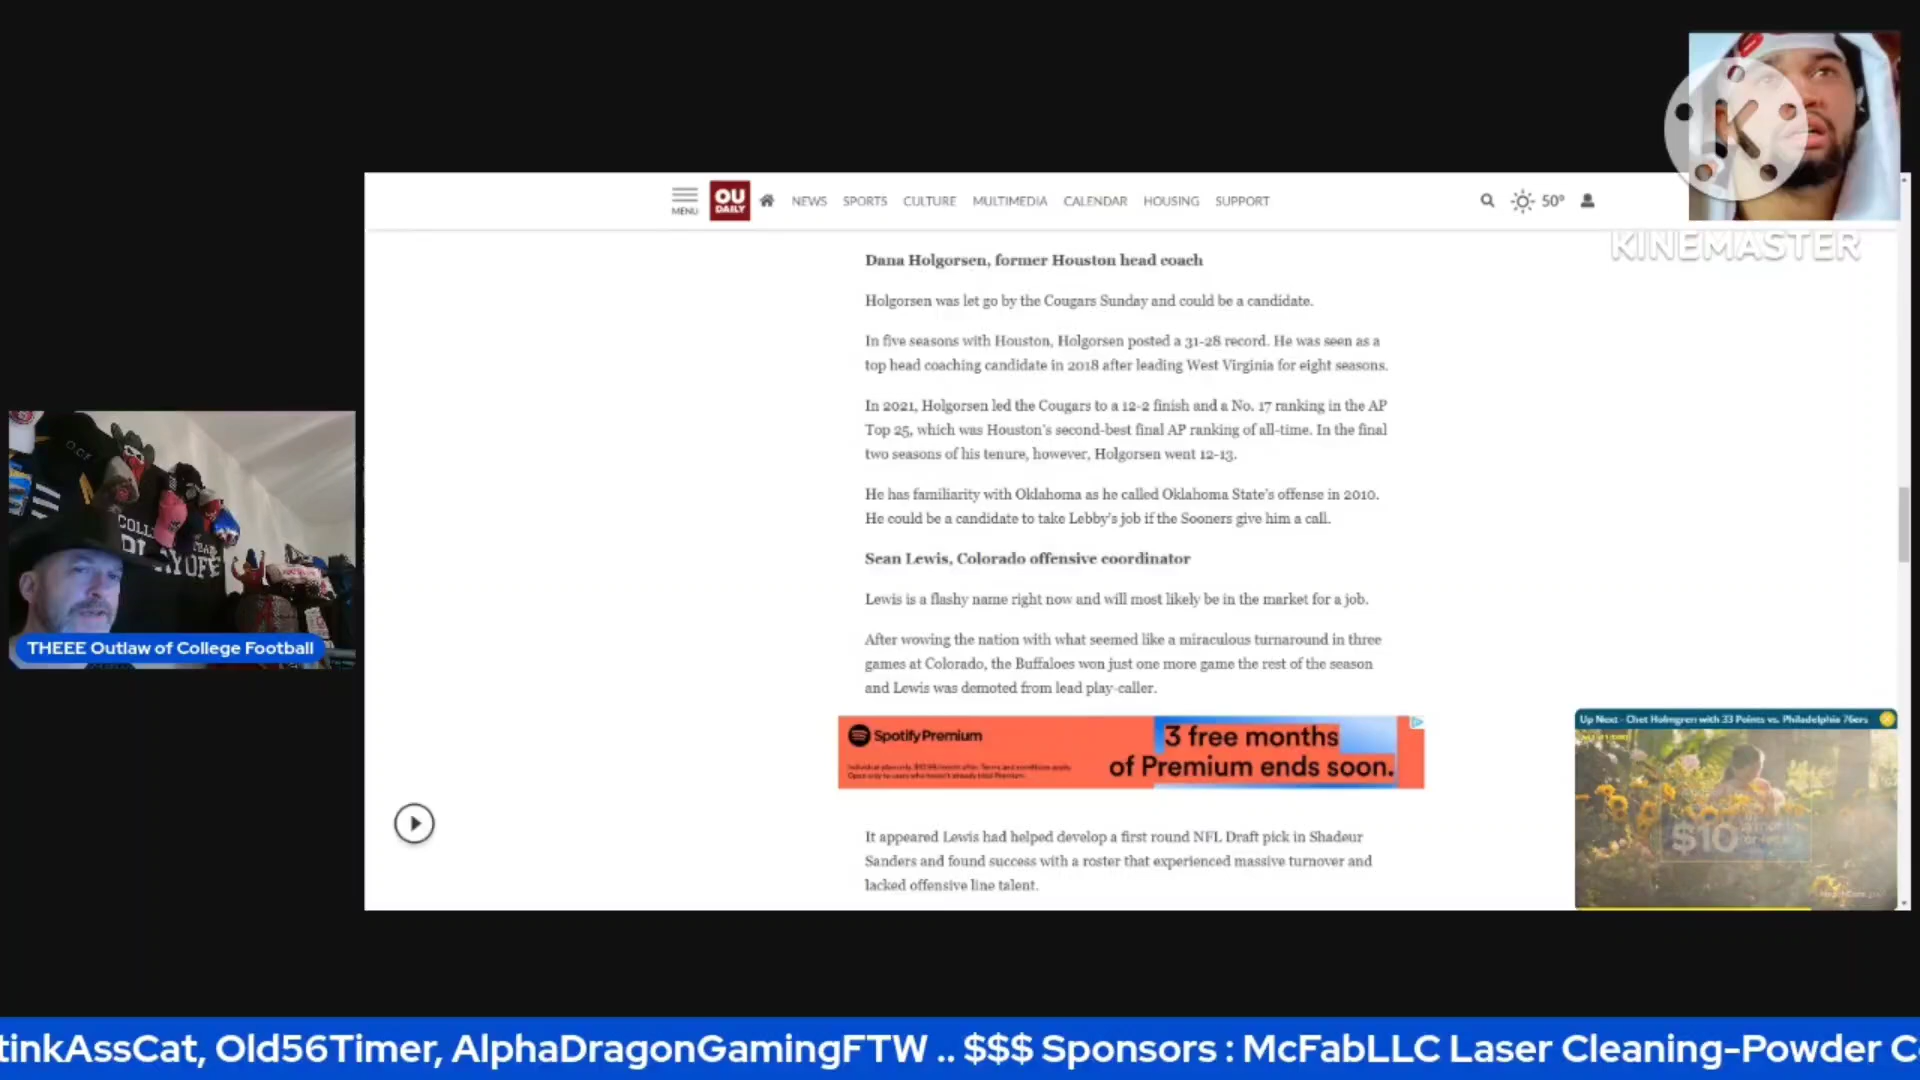 MENU
OU
DAILY
NEWS SPORTS CULTURE MULTIMEDIA CALENDAR HOUSING SUPPORT
50°
K
KINEMASTER
Dana Holgorsen, former Houston head coach
Holgorsen was let go by the Cougars Sunday and could be a candidate.
In five seasons with Houston, Holgorsen posted a 31-28 record. He was seen as a
top head coaching candidate in 2018 after leading West Virginia for eight seasons.
In 2021, Holgorsen led the Cougars to a 12-2 finish and a No. 17 ranking in the AP
Top 25, which was Houston's second-best final AP ranking of all-time. In the final
two seasons of his tenure, however, Holgorsen went 12-13.
He has familiarity with Oklahoma as he called Oklahoma State's offense in 2010.
He could be a candidate to take Lebby's job if the Sooners give him a call.
Sean Lewis, Colorado offensive coordinator
Lewis is a flashy name right now and will most likely be in the market for a job.
After wowing the nation with what seemed like a miraculous turnaround in three
games at Colorado, the Buffaloes won just one more game the rest of the season
and Lewis was demoted from lead play-caller.
Spotify Premium
3 free months
of Premium ends soon.
It appeared Lewis had helped develop a first round NFL Draft pick in Shadeur
Sanders and found success with a roster that experienced massive turnover and
lacked offensive line talent.
THEEE Outlaw of College Football
Up Next - Chet Holmgren with 33 Points vs. Philadelphia 76ers
$10
tinkAssCat, Old56Timer, AlphaDragonGamingFTW .. $$$ Sponsors : McFabLLC Laser Cleaning-Powder C